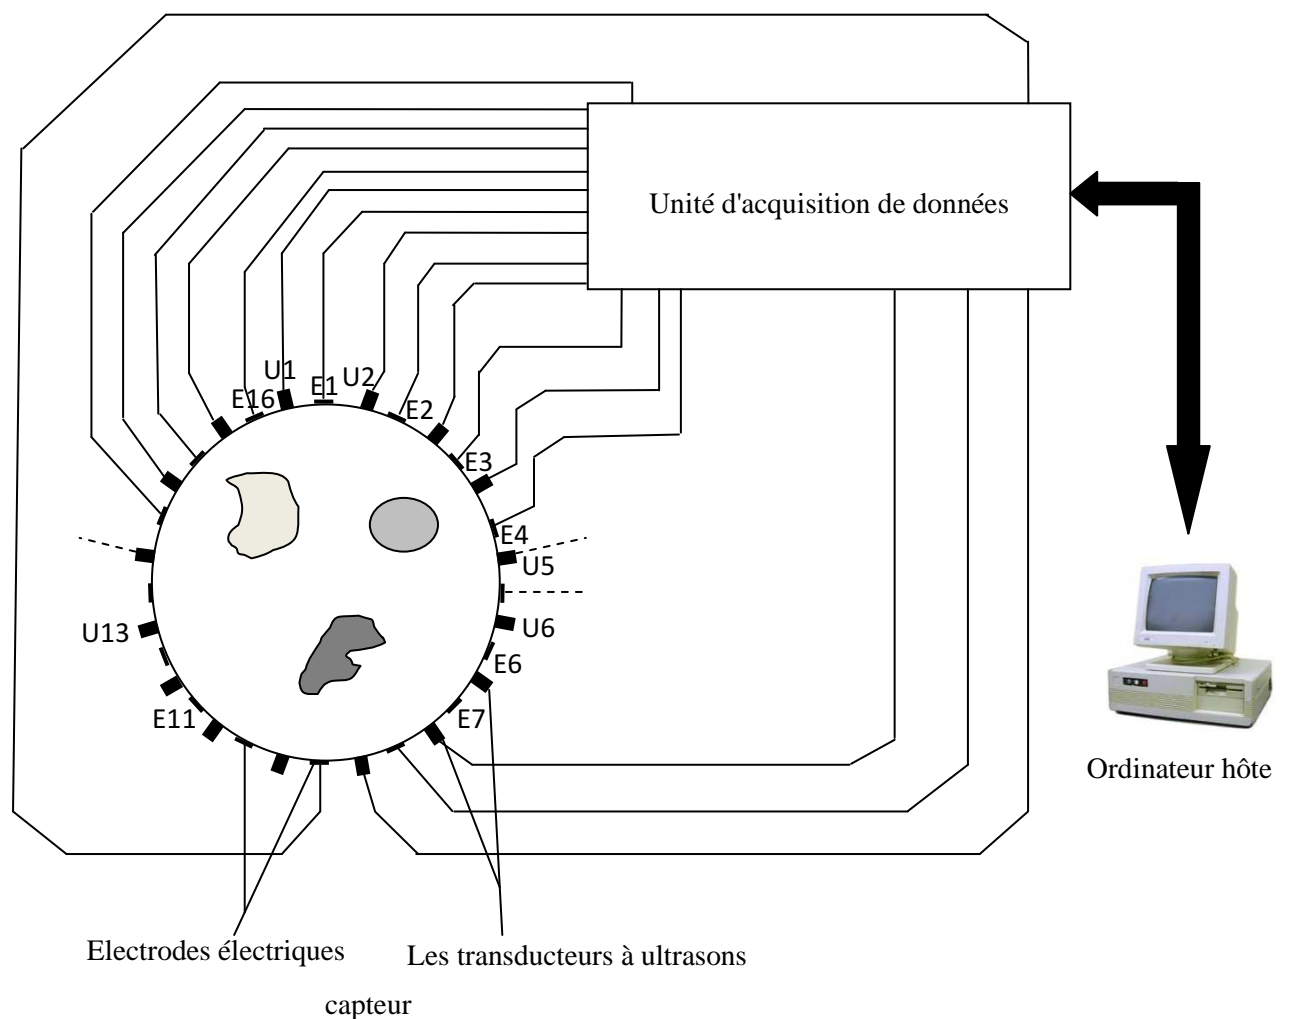 Unité d'acquisition de données
U1
E1
U2
E16
E2
E3
E4
U5
U13
U6
E6
E11
E7
Ordinateur hôte
Electrodes électriques
Les transducteurs à ultrasons
capteur